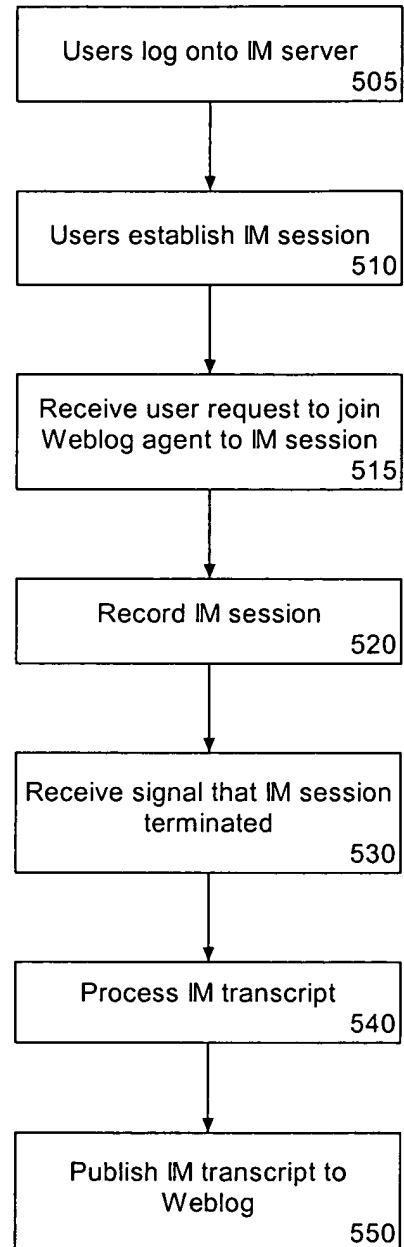 Users log onto IM server
505
Users establish IM session
510
Receive user request to join
Weblog agent to IM session
515
Record IM session
520
Receive signal that IM session
terminated
530
Process IM transcript
540
Publish IM transcript to
Weblog
550